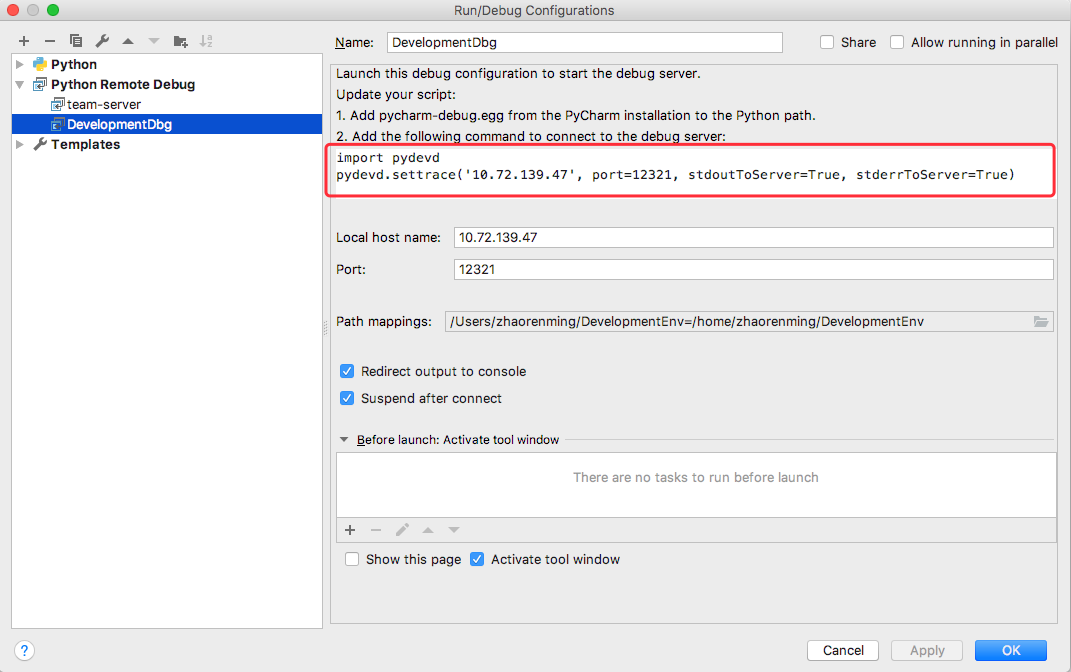 Run/Debug Configurations
Name: DevelopmentDbg
Share
Allow running in parallel
Python
Python Remote Debug
team-server
DevelopmentDbg
Templates
Launch this debug configuration to start the debug server.
Update your script:
1. Add pycharm-debug.egg from the PyCharm installation to the Python path.
2. Add the following command to connect to the debug server:
import pydevd
pydevd.settrace('10.72.139.47', port=12321, stdoutToServer=True, stderrToServer=True)
Local host name: 10.72.139.47
Port: 12321
Path mappings: /Users/zhaorenming/DevelopmentEnv=/home/zhaorenming/DevelopmentEnv
Redirect output to console
Suspend after connect
Before launch: Activate tool window
There are no tasks to run before launch
Show this page
Activate tool window
?
Cancel
Apply
OK